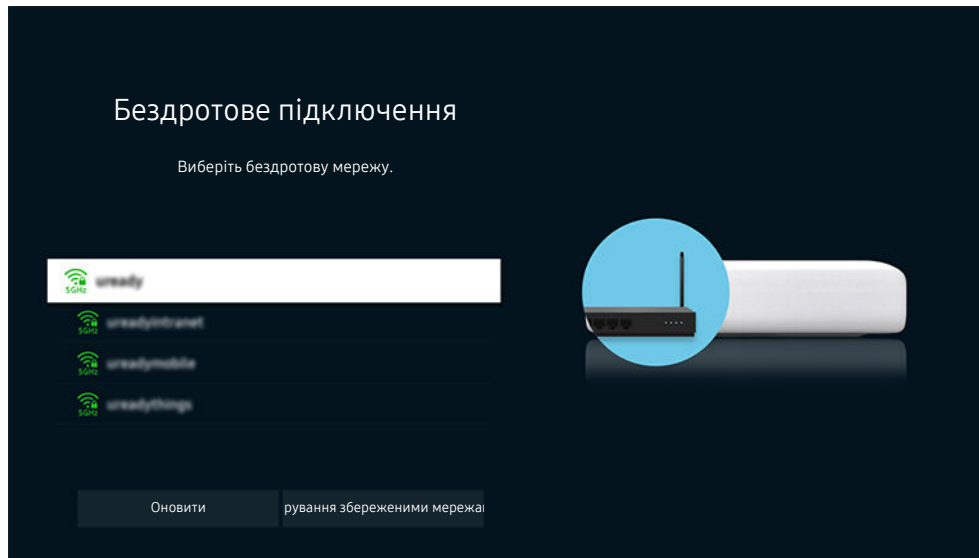 Бездротове підключення
Виберіть бездротову мережу.
5GHz uready
5GHz ureadyintranet
5GHz ureadymobile
5GHz ureadythings
Оновити
рування збереженими мережа